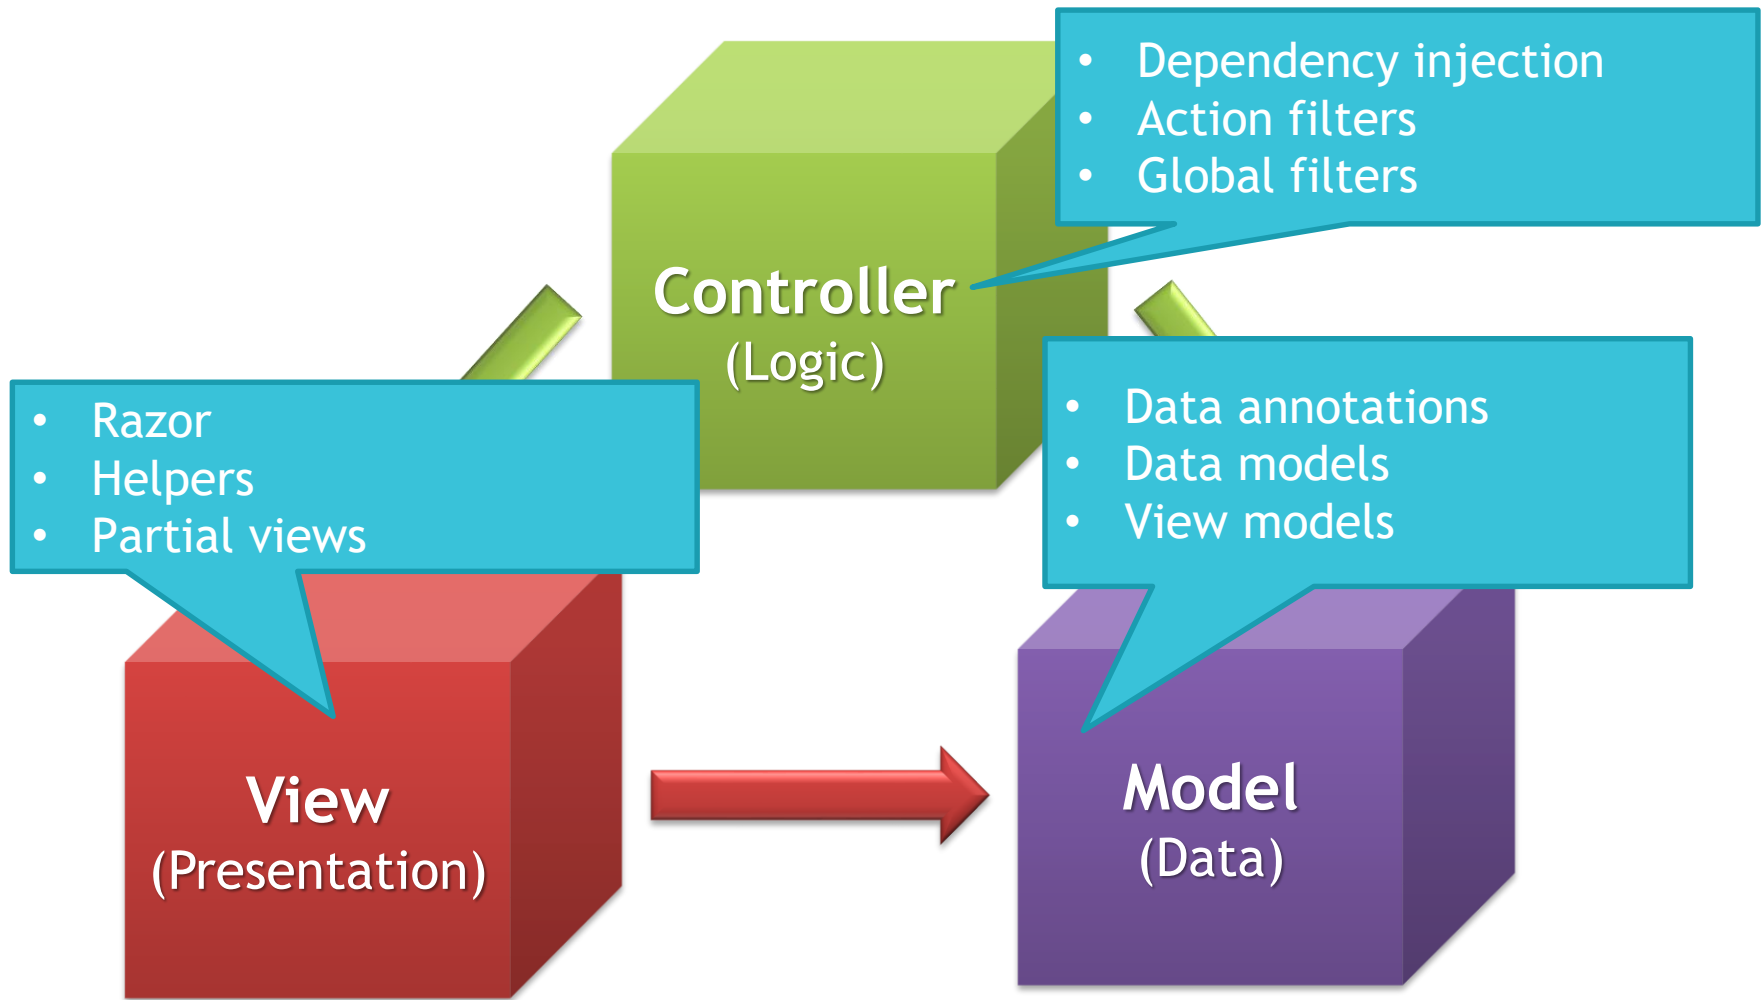 • Dependency injection
• Action filters
• Global filters
Controller
(Logic)
• Razor
• Helpers
• Partial views
• Data annotations
• Data models
• View models
View
(Presentation)
Model
(Data)